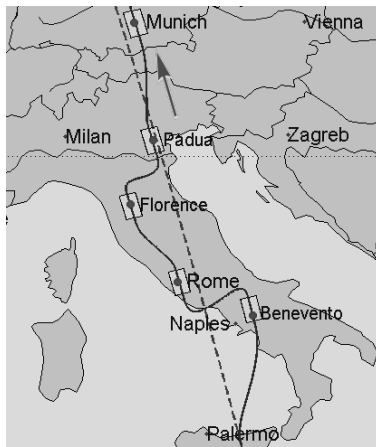 Munich
Vienna
Milan
Padua
Zagreb
Florence
Rome
Naples
Benevento
Palermo